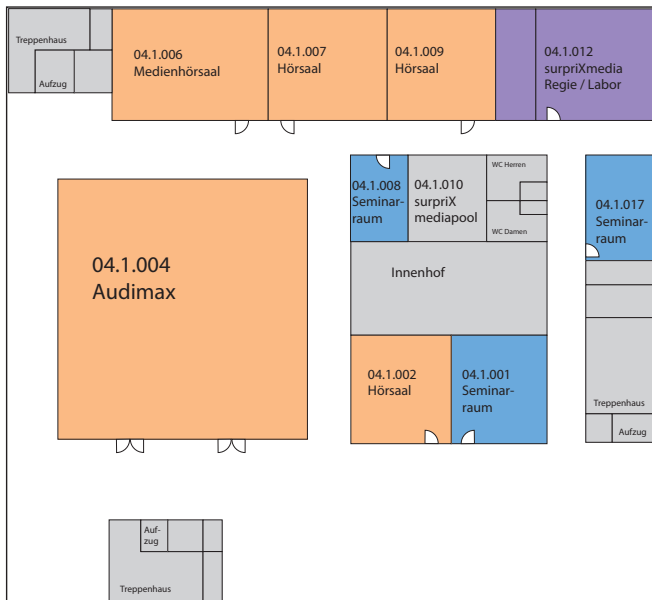 Treppenhaus
Aufzug
04.1.006
Medienhörsaal
04.1.007
Hörsaal
04.1.009
Hörsaal
04.1.012
surpriXmedia
Regie / Labor
04.1.008
Seminar-
raum
04.1.010
surpriX
mediapool
WC Herren
WC Damen
04.1.017
Seminar-
raum
04.1.004
Audimax
Innenhof
04.1.002
Hörsaal
04.1.001
Seminar-
raum
Treppenhaus
Aufzug
Auf-
zug
Treppenhaus